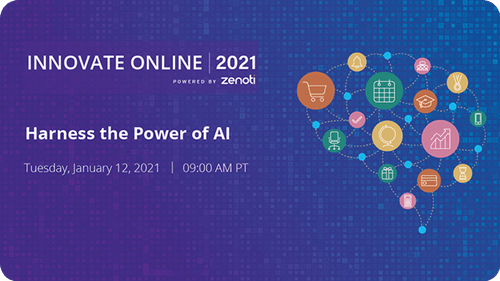 INNOVATE ONLINE | 2021
POWERED BY zenoti
Harness the Power of AI
Tuesday, January 12, 2021 | 09:00 AM PT